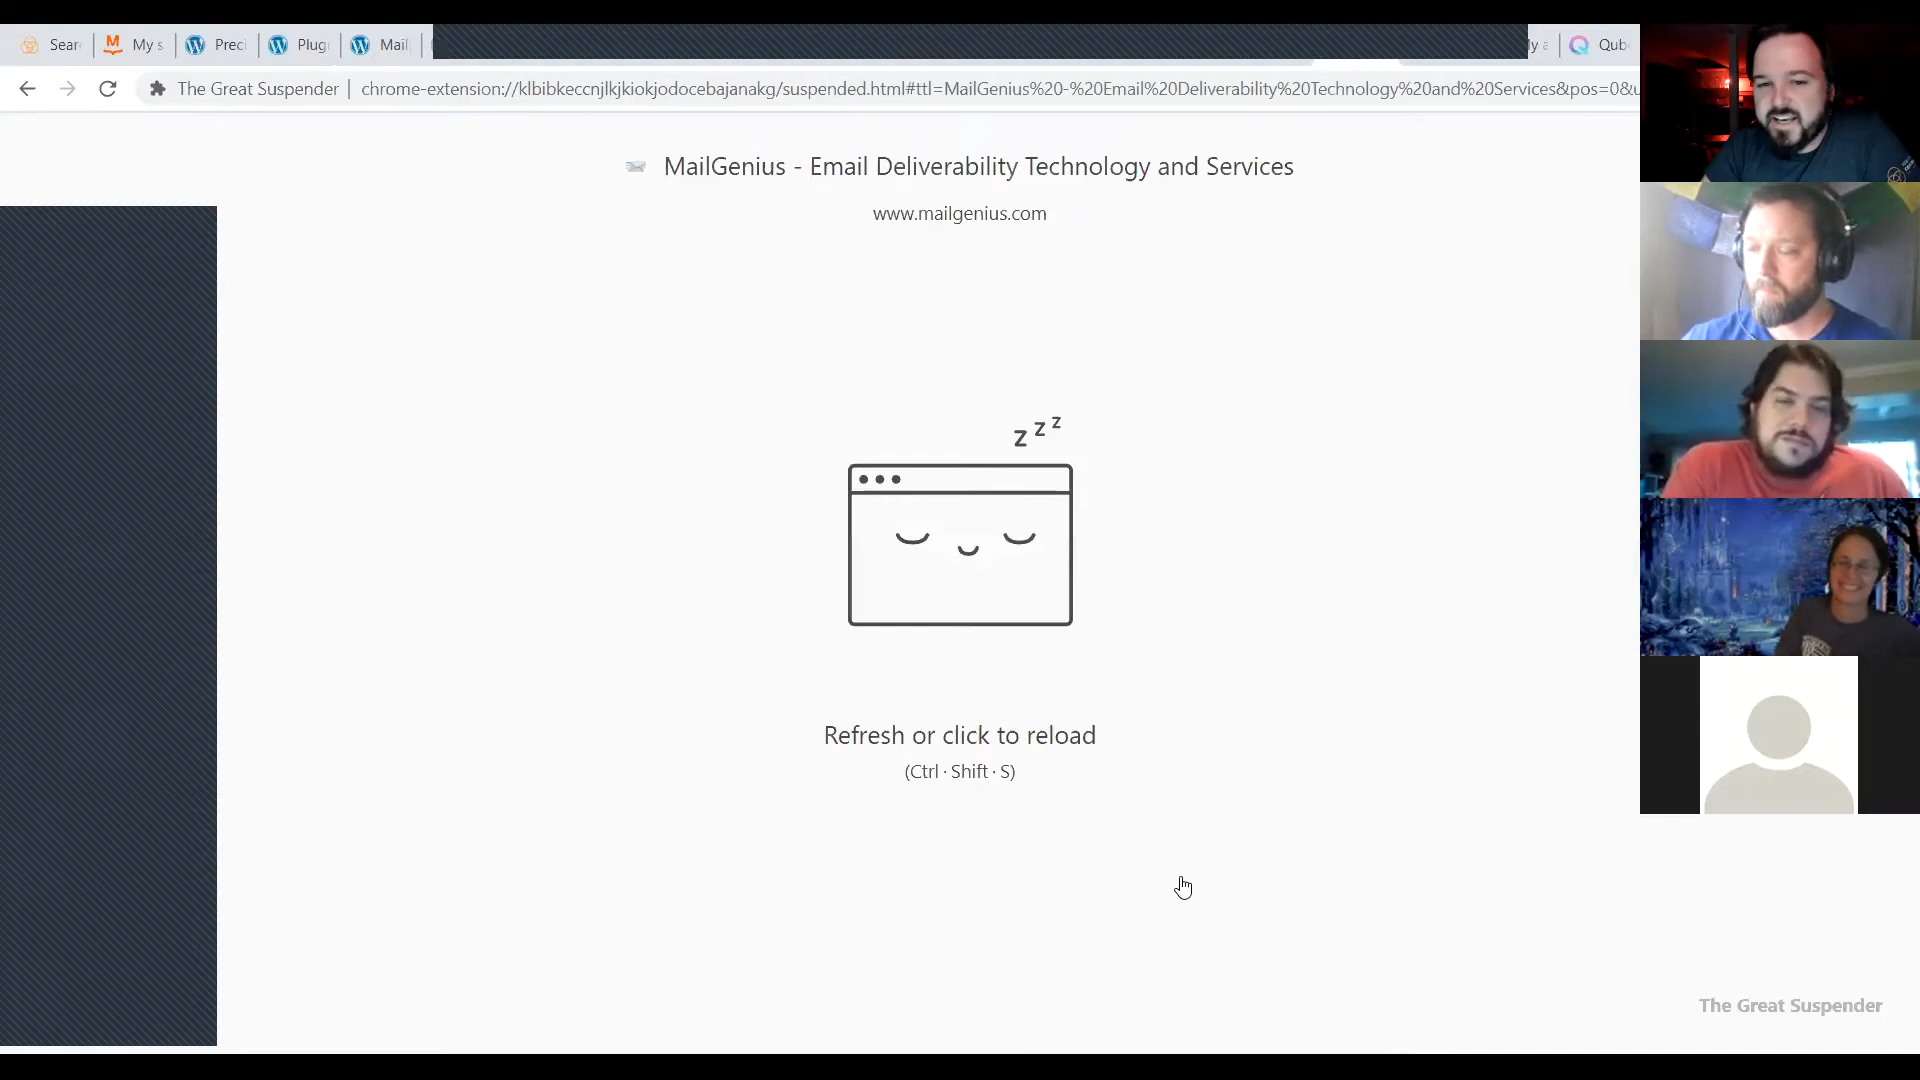 Sear
My s
Preci
Plugi
Mail
y a
Qub
The Great Suspender | chrome-extension://klbibkeccnjlkjkiokjodocebajanakg/suspended.html#ttl=MailGenius%20-%20Email%20Deliverability%20Technology%20and%20Services&pos=0&u
MailGenius - Email Deliverability Technology and Services
www.mailgenius.com
z z z
Refresh or click to reload
(Ctrl · Shift · S)
The Great Suspender